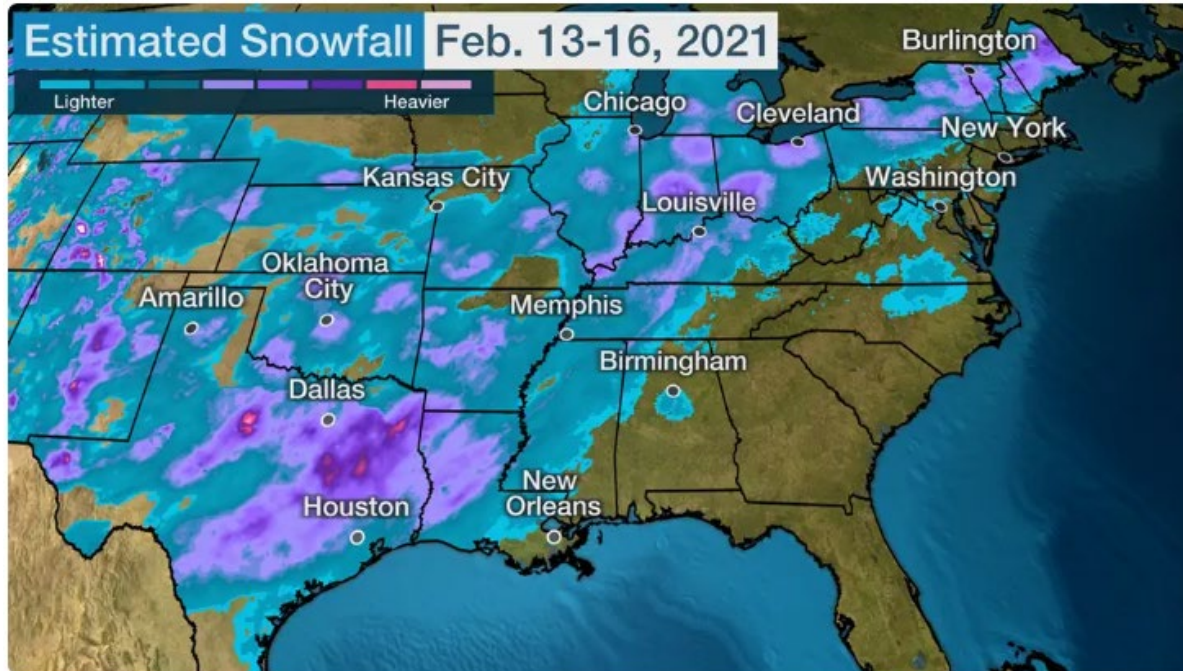 Estimated Snowfall Feb. 13-16, 2021
Lighter Heavier
Burlington
Chicago
Cleveland
New York
Kansas City
Washington
Louisville
Oklahoma
City
Amarillo
Memphis
Birmingham
Dallas
New
Orleans
Houston